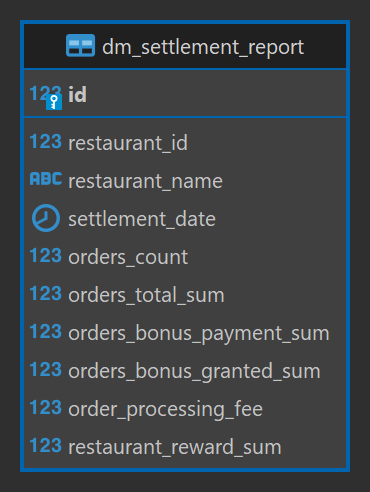 dm_settlement_report
123 id
123 restaurant_id
ABC restaurant_name
settlement_date
123 orders_count
123 orders_total_sum
123 orders_bonus_payment_sum
123 orders_bonus_granted_sum
123 order_processing_fee
123 restaurant_reward_sum